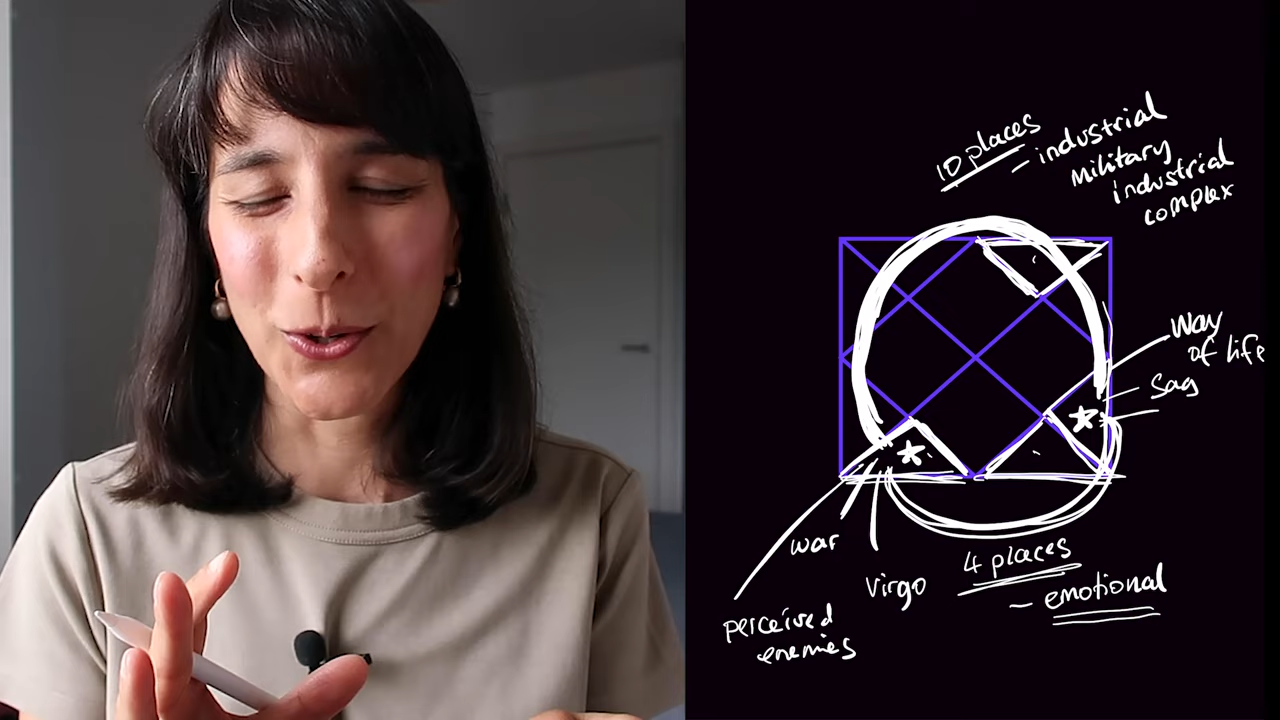 10 places
– industrial
military
industrial
complex
Way
of life
Sag
war
Virgo
4 places
– emotional
perceived
enemies